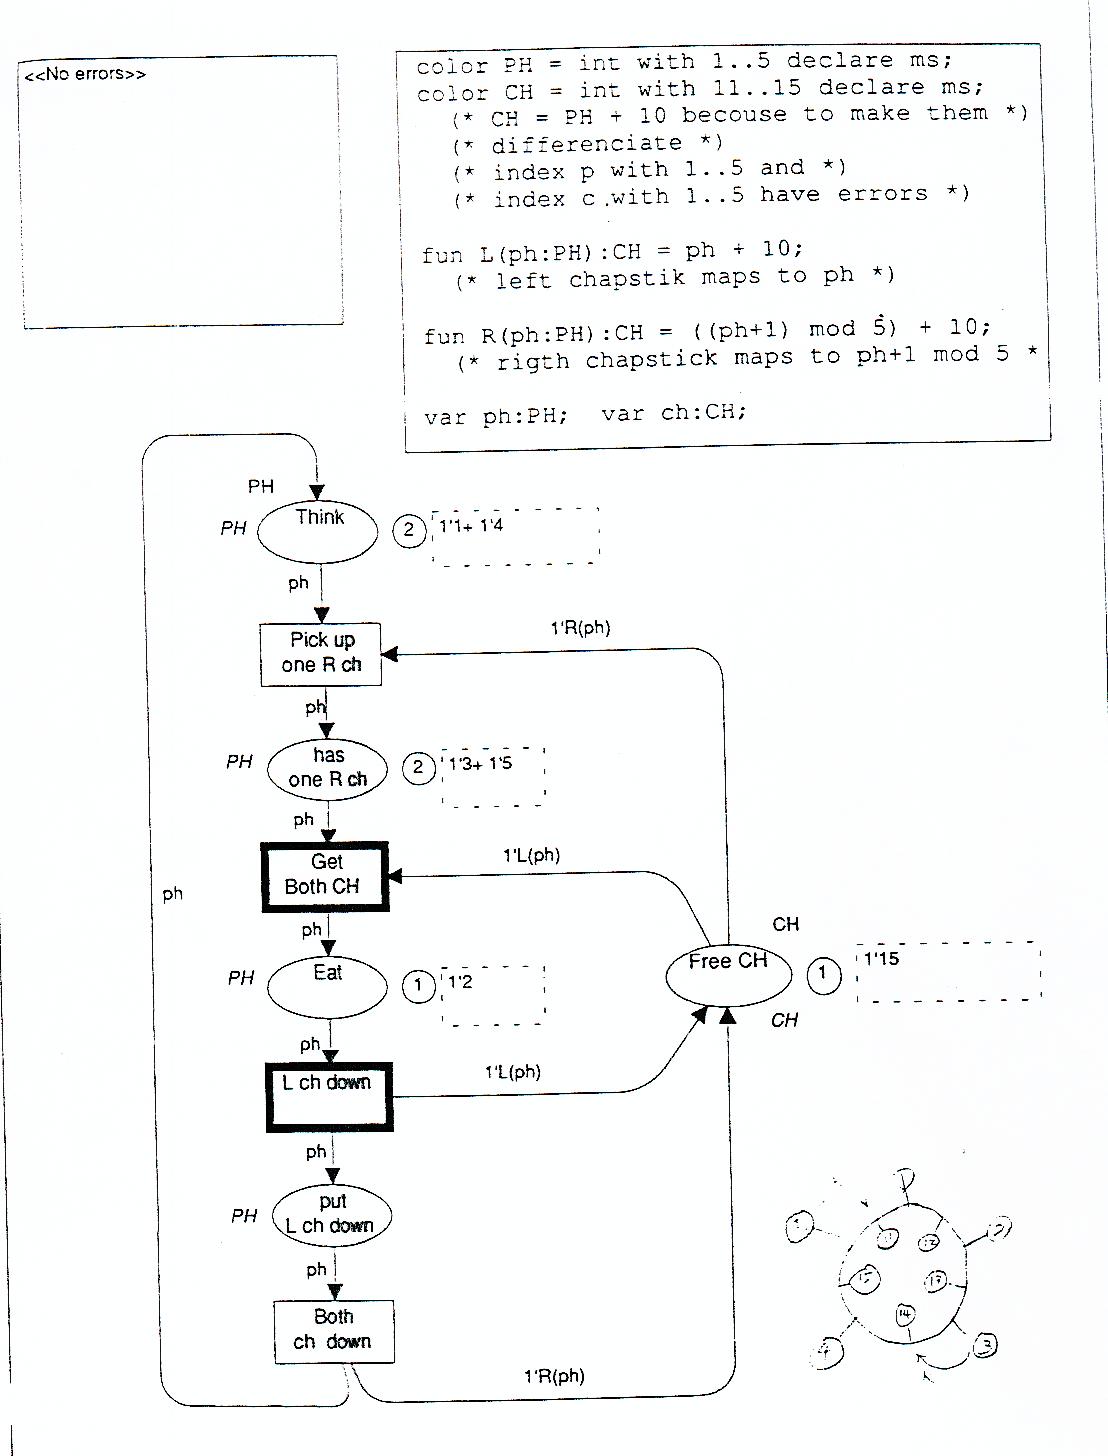 <<No errors>>
color PH = int with 1..5 declare ms;
color CH = int with 11..15 declare ms;
(* CH = PH + 10 becouse to make them *)
(* differenciate *)
(* index p with 1..5 and *)
(* index c.with 1..5 have errors *)
fun L(ph:PH):CH = ph + 10;
(* left chapstik maps to ph *)
fun R(ph:PH):CH = ((ph+1) mod 5) + 10;
(* rigth chapstick maps to ph+1 mod 5 *
var ph:PH; var ch:CH;
PH
PH
Think
2
1'1+ 1'4
ph
Pick up
one R ch
1'R(ph)
ph
PH
has
one R ch
2
1'3+ 1'5
ph
Get
Both CH
1'L(ph)
ph
ph
PH
Eat
1
1'2
CH
Free CH
1
1'15
CH
ph
L ch down
1'L(ph)
ph
PH
put
L ch down
ph
Both
ch down
1'R(ph)
11
12
15
13
14
4
3